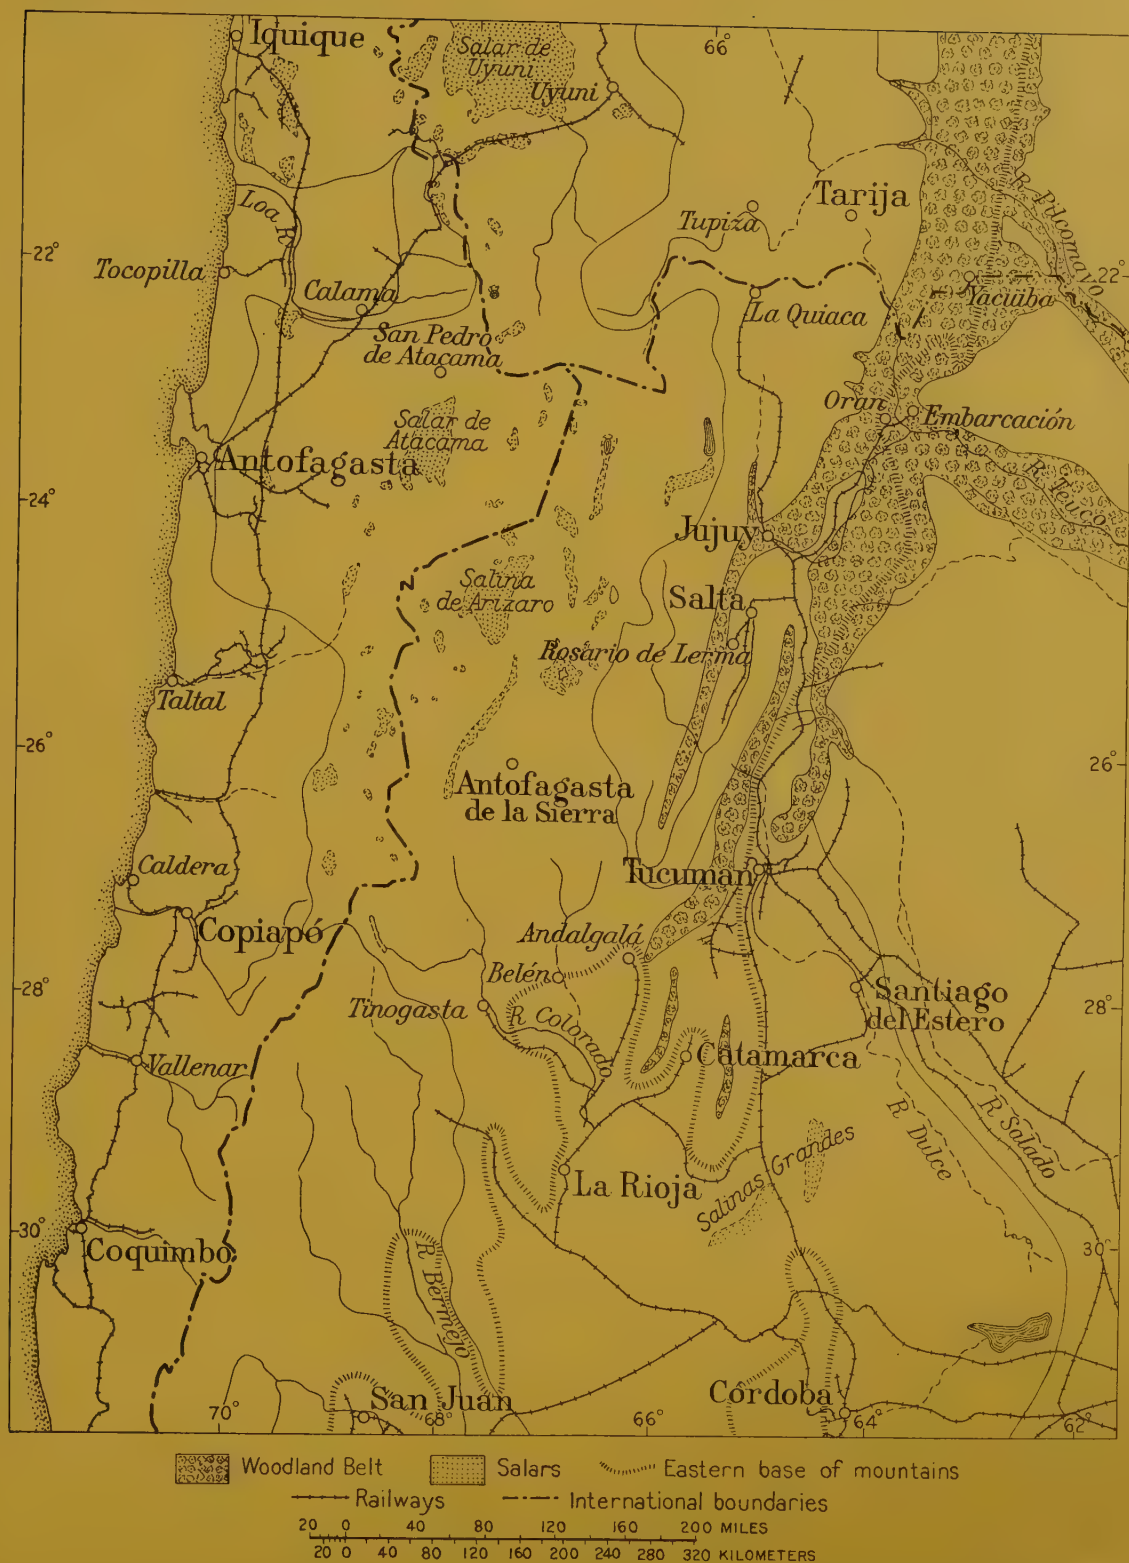 Iquique
Salar de
Uyuni
Uyuni
66°
Loa R.
Tarija
Tupiza
R. Pilcomayo
22°
Tocopilla
Calama
San Pedro
de Atacama
La Quiaca
Yacuiba
22°
Salar de
Atacama
Oran
Embarcación
Antofagasta
24°
R. Teuco
Jujuy
Salina
de Arizaro
Salta
Rosario de Lerma
Taltal
26°
Antofagasta
de la Sierra
26°
Caldera
Tucuman
Copiapó
Andalgalá
Belén
28°
Tinogasta
R Colorado
Santiago
del Estero
28°
Vallenar
Catamarca
R. Dulce
R. Salado
Salinas Grandes
La Rioja
30°
Coquimbo
30°
R. Bermejo
San Juan
Córdoba
70°
68°
66°
64°
62°
Woodland Belt
Salars
Eastern base of mountains
Railways
International boundaries
20 0 40 80 120 160 200 MILES
20 0 40 80 120 160 200 240 280 320 KILOMETERS